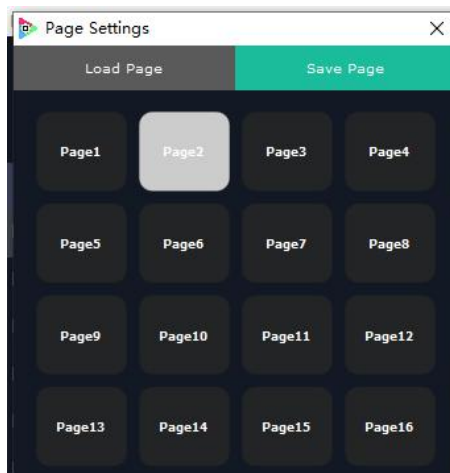 Page Settings
Load Page Save Page
Page1 Page2 Page3 Page4
Page5 Page6 Page7 Page8
Page9 Page10 Page11 Page12
Page13 Page14 Page15 Page16